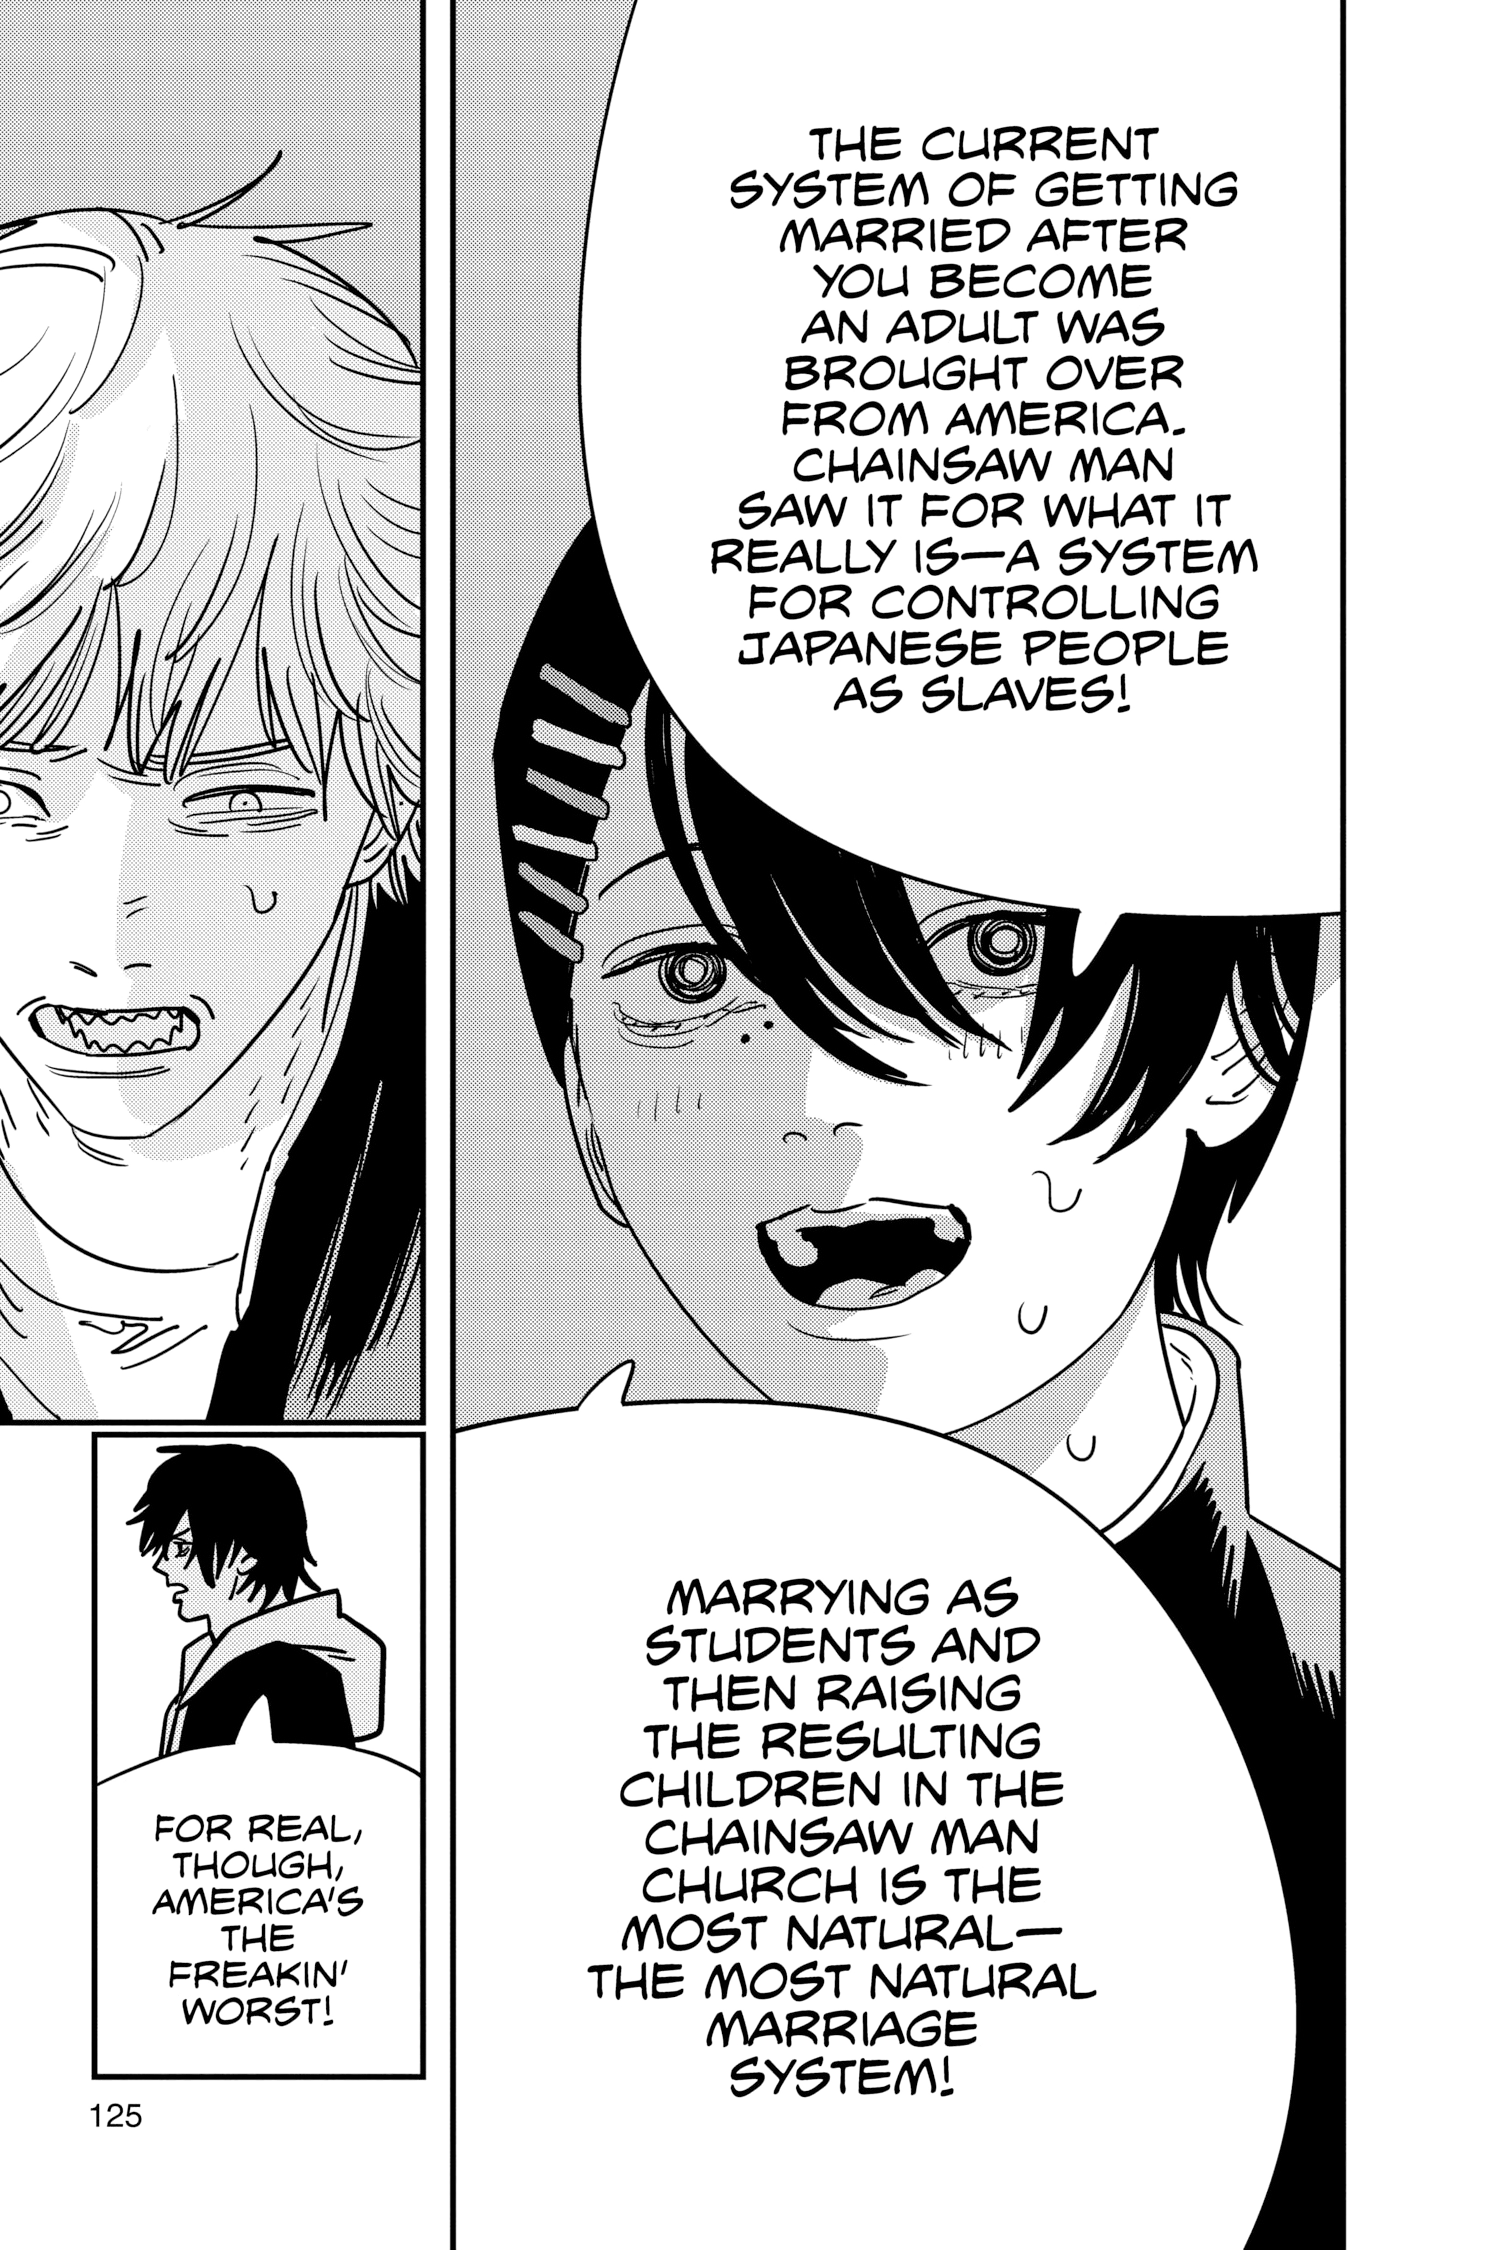 THE CURRENT
SYSTEM OF GETTING
MARRIED AFTER
YOU BECOME
AN ADULT WAS
BROUGHT OVER
FROM AMERICA.
CHAINSAW MAN
SAW IT FOR WHAT IT
REALLY IS—A SYSTEM
FOR CONTROLLING
JAPANESE PEOPLE
AS SLAVES!
MARRYING AS
STUDENTS AND
THEN RAISING
THE RESULTING
CHILDREN IN THE
CHAINSAW MAN
CHURCH IS THE
MOST NATURAL—
THE MOST NATURAL
MARRIAGE
SYSTEM!
FOR REAL,
THOUGH,
AMERICA'S
THE
FREAKIN'
WORST!
125